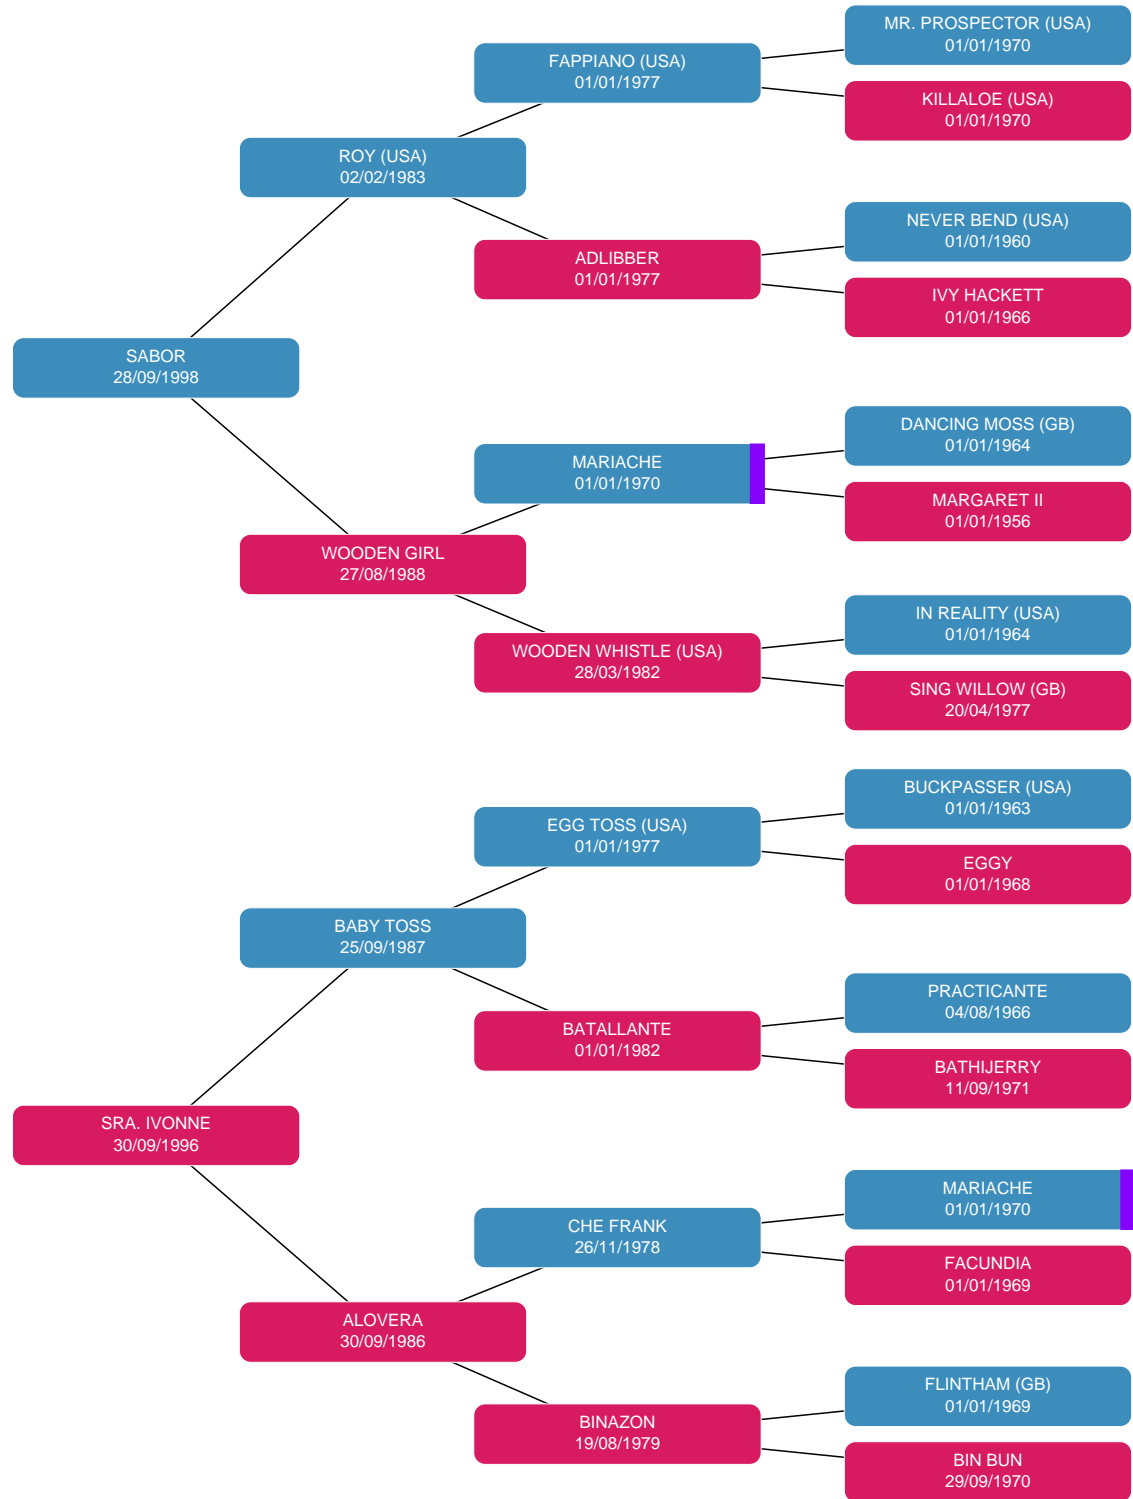 MR. PROSPECTOR (USA)
01/01/1970
FAPPIANO (USA)
01/01/1977
KILLALOE (USA)
01/01/1970
ROY (USA)
02/02/1983
NEVER BEND (USA)
01/01/1960
ADLIBBER
01/01/1977
IVY HACKETT
01/01/1966
SABOR
28/09/1998
DANCING MOSS (GB)
01/01/1964
MARIACHE
01/01/1970
MARGARET II
01/01/1956
WOODEN GIRL
27/08/1988
IN REALITY (USA)
01/01/1964
WOODEN WHISTLE (USA)
28/03/1982
SING WILLOW (GB)
20/04/1977
BUCKPASSER (USA)
01/01/1963
EGG TOSS (USA)
01/01/1977
EGGY
01/01/1968
BABY TOSS
25/09/1987
PRACTICANTE
04/08/1966
BATALLANTE
01/01/1982
BATHIJERRY
11/09/1971
SRA. IVONNE
30/09/1996
MARIACHE
01/01/1970
CHE FRANK
26/11/1978
FACUNDIA
01/01/1969
ALOVERA
30/09/1986
FLINTHAM (GB)
01/01/1969
BINAZON
19/08/1979
BIN BUN
29/09/1970